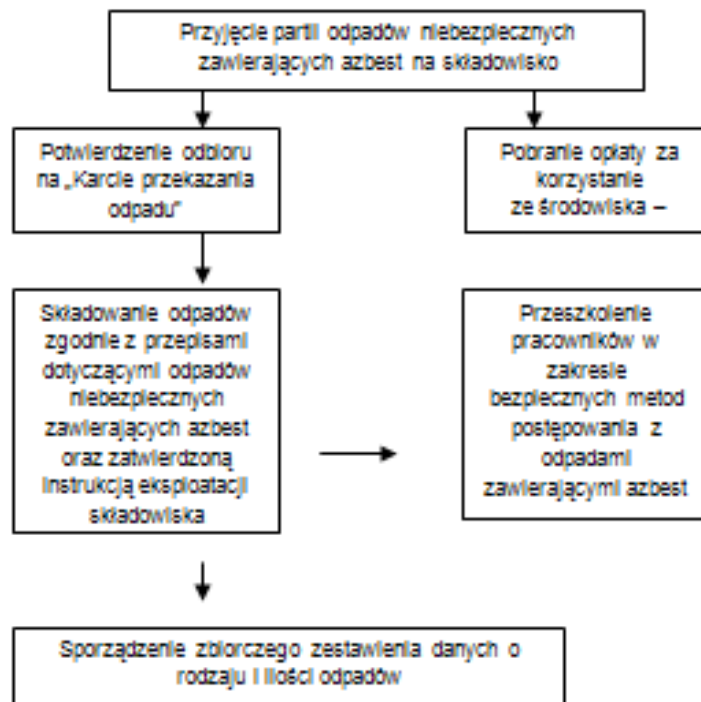 Przyjęcie partii odpadów niebezpiecznych
zawierających azbest na składowisko
Potwierdzenie odbioru
na „Karcie przekazania
odpadu"
Pobranie opłaty za
korzystanie
ze środowiska –
Składowanie odpadów
zgodnie z przepisami
dotyczącymi odpadów
niebezpiecznych
zawierających azbest
oraz zatwierdzoną
instrukcją eksploatacji
składowiska
Przeszkolenie
pracowników w
zakresie
bezpiecznych metod
postępowania z
odpadami
zawierającymi azbest
Sporządzenie zbiorczego zestawienia danych o
rodzaju i ilości odpadów